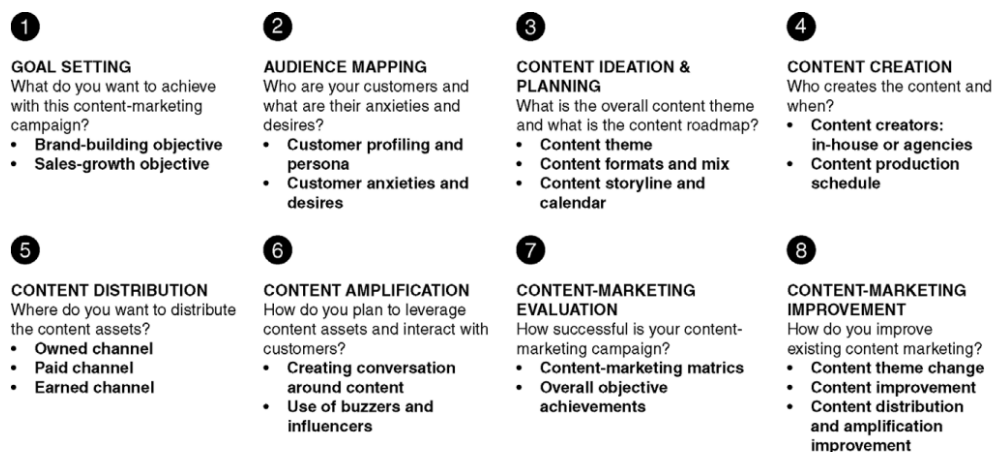 1
GOAL SETTING
What do you want to achieve
with this content-marketing
campaign?
• Brand-building objective
• Sales-growth objective
2
AUDIENCE MAPPING
Who are your customers and
what are their anxieties and
desires?
• Customer profiling and
persona
• Customer anxieties and
desires
3
CONTENT IDEATION &
PLANNING
What is the overall content theme
and what is the content roadmap?
• Content theme
• Content formats and mix
• Content storyline and
calendar
4
CONTENT CREATION
Who creates the content and
when?
• Content creators:
in-house or agencies
• Content production
schedule
5
CONTENT DISTRIBUTION
Where do you want to distribute
the content assets?
• Owned channel
• Paid channel
• Earned channel
6
CONTENT AMPLIFICATION
How do you plan to leverage
content assets and interact with
customers?
• Creating conversation
around content
• Use of buzzers and
influencers
7
CONTENT-MARKETING
EVALUATION
How successful is your content-
marketing campaign?
• Content-marketing matrics
• Overall objective
achievements
8
CONTENT-MARKETING
IMPROVEMENT
How do you improve
existing content marketing?
• Content theme change
• Content improvement
• Content distribution
and amplification
improvement